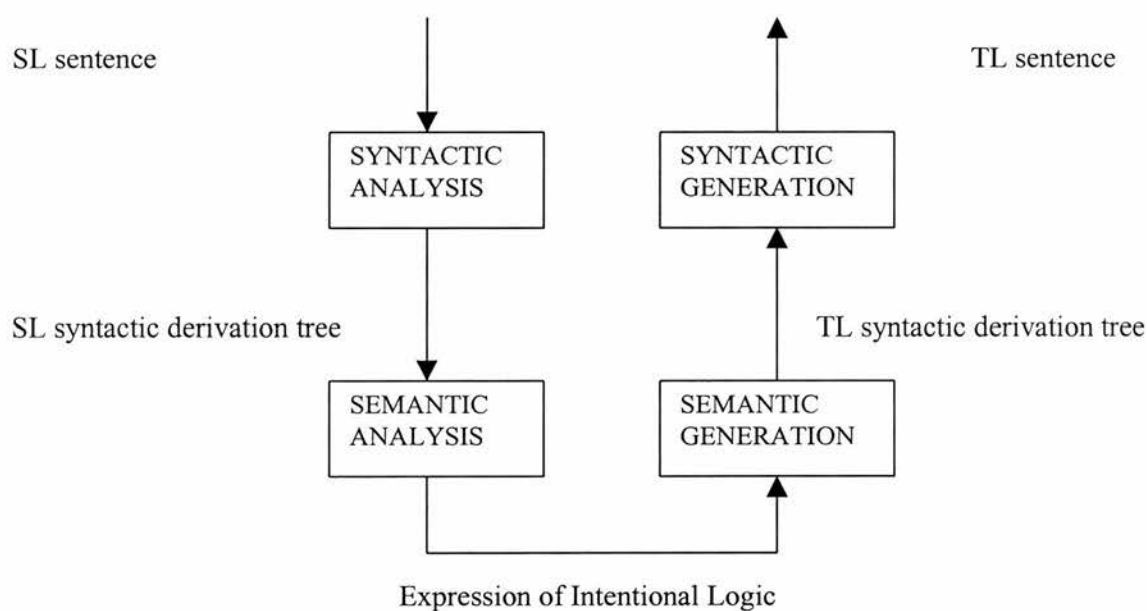 SL sentence
TL sentence
SYNTACTIC
ANALYSIS
SYNTACTIC
GENERATION
SL syntactic derivation tree
TL syntactic derivation tree
SEMANTIC
ANALYSIS
SEMANTIC
GENERATION
Expression of Intentional Logic